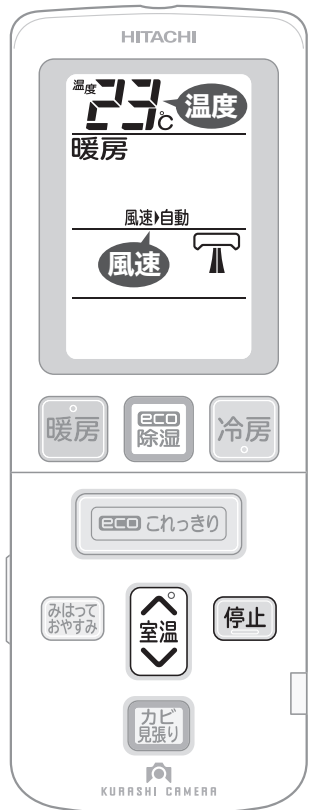 HITACHI
温度 23℃ 温度
暖房
風速▶自動
風速
暖房 eco 除湿 冷房
eco これっきり
みはって
おやすみ
室温
停止
カビ
見張り
KURASHI CAMERA